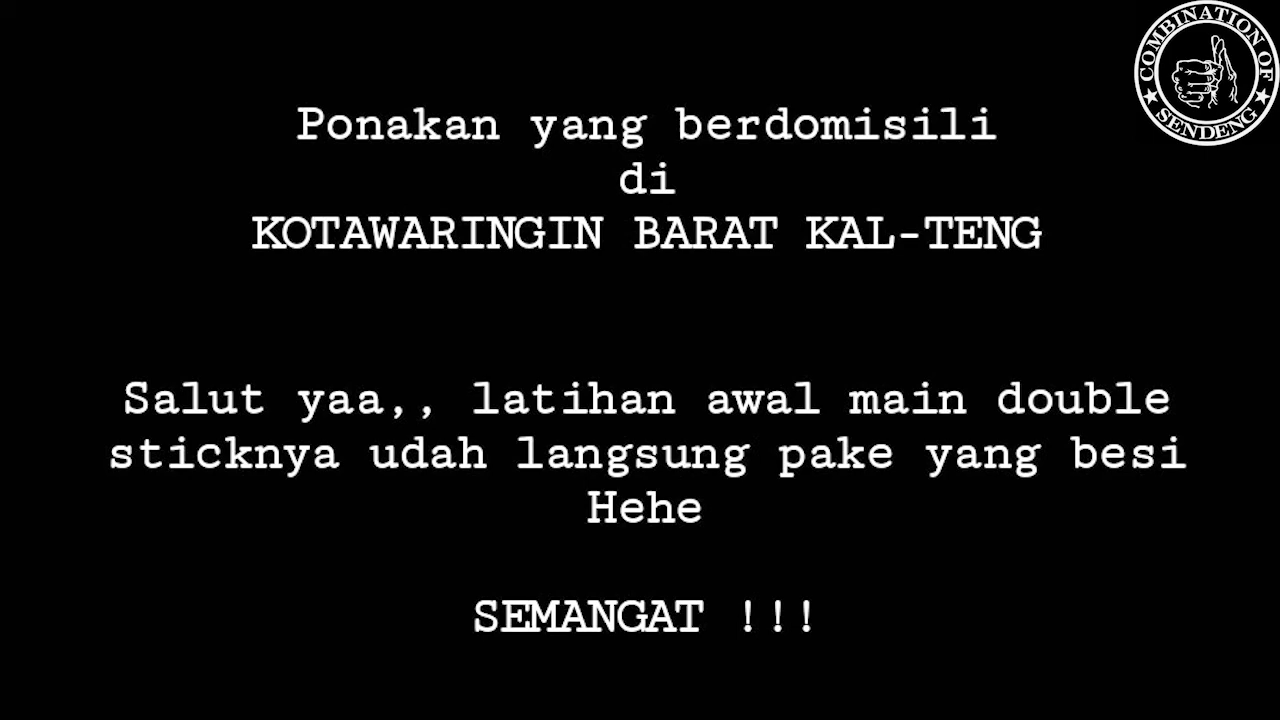 COMBINATION OF
SENDENG
Ponakan yang berdomisili
di
KOTAWARINGIN BARAT KAL-TENG
Salut yaa,, latihan awal main double
sticknya udah langsung pake yang besi
Hehe
SEMANGAT !!!